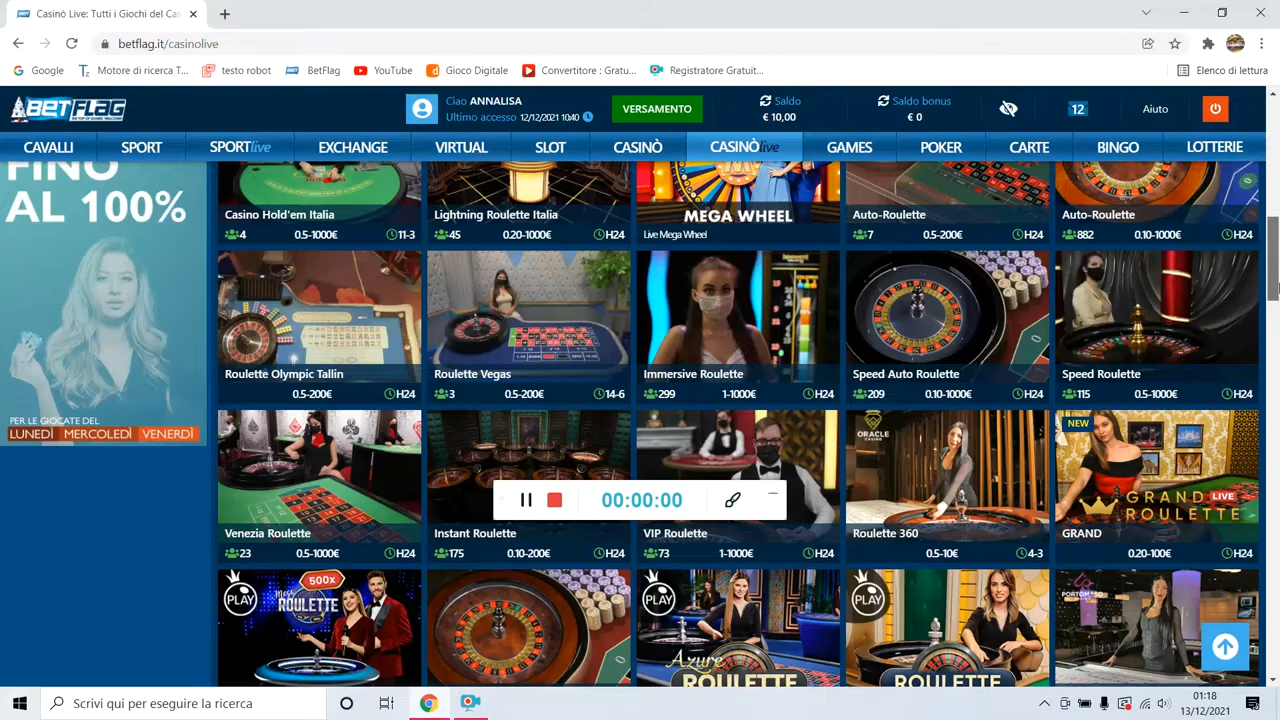 Casinò Live: Tutti i Giochi del Cas
betflag.it/casinolive
Google
Motore di ricerca T...
testo robot
BetFlag
YouTube
Gioco Digitale
Convertitore : Gratu...
Registratore Gratuit...
Elenco di lettura
BETFLAG
Ciao ANNALISA
Ultimo accesso 12/12/2021 10:40
VERSAMENTO
Saldo
€ 10,00
Saldo bonus
€ 0
12
Aiuto
CAVALLI
SPORT
SPORTlive
EXCHANGE
VIRTUAL
SLOT
CASINÒ
CASINÒlive
GAMES
POKER
CARTE
BINGO
LOTTERIE
FINO
AL 100%
PER LE GIOCATE DEL
LUNEDÌ MERCOLEDÌ VENERDÌ
Casino Hold'em Italia
4 0.5-1000€ 11-3
Lightning Roulette Italia
45 0.20-1000€ H24
MEGA WHEEL
Live Mega Wheel
Auto-Roulette
7 0.5-200€ H24
Auto-Roulette
882 0.10-1000€ H24
Roulette Olympic Tallin
0.5-200€ H24
Roulette Vegas
3 0.5-200€ 14-6
Immersive Roulette
299 1-1000€ H24
Speed Auto Roulette
209 0.10-1000€ H24
Speed Roulette
115 0.5-1000€ H24
Venezia Roulette
23 0.5-1000€ H24
Instant Roulette
175 0.10-200€ H24
VIP Roulette
73 1-1000€ H24
ORACLE
CASINO
Roulette 360
0.5-10€ 4-3
NEW
GRAND LIVE
ROULETTE
GRAND
0.20-100€ H24
00:00:00
PLAY
500x
Mega
ROULETTE
PLAY
Azure
ROULETTE
PLAY
ROULETTE
PORTOMASO
Scrivi qui per eseguire la ricerca
01:18
13/12/2021